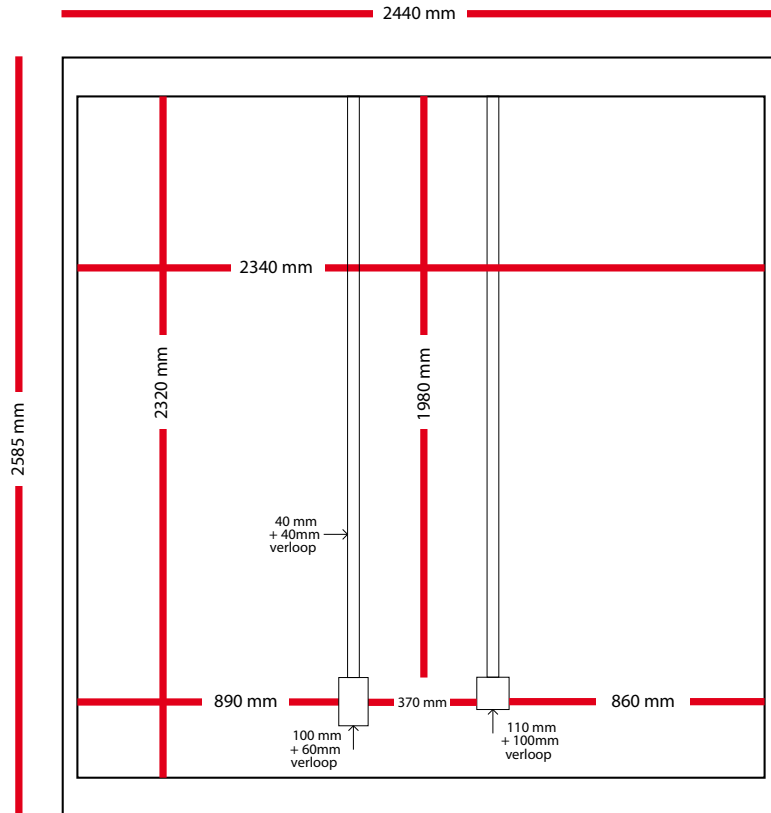 2440 mm
2340 mm
2320 mm
1980 mm
2585 mm
40 mm
+ 40mm
verloop
890 mm
370 mm
860 mm
100 mm
+ 60mm
verloop
110 mm
+ 100mm
verloop